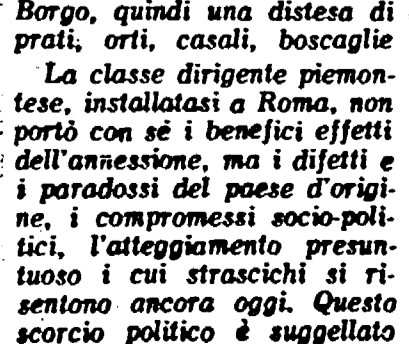 Borgo, quindi una distesa di
prati, orti, casali, boscaglie
La classe dirigente piemon-
tese, installatasi a Roma, non
portò con sé i benefici effetti
dell'annessione, ma i difetti e
i paradossi del paese d'origi-
ne, i compromessi socio-poli-
tici, l'atteggiamento presun-
tuoso i cui strascichi si ri-
sentono ancora oggi. Questo
scorcio politico è suggellato